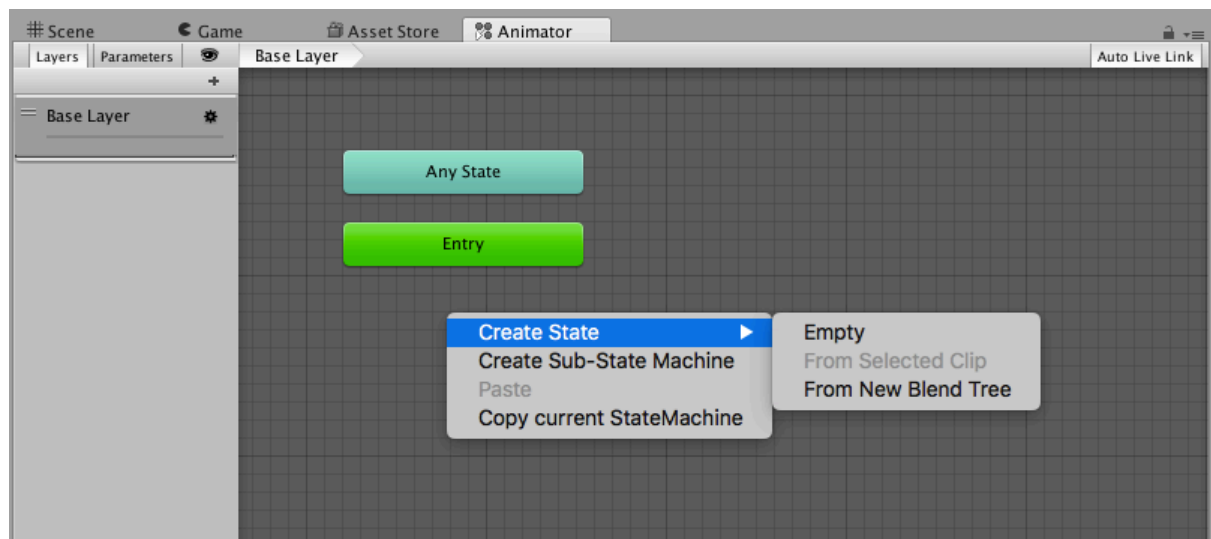 Scene Game Asset Store Animator
Layers Parameters Base Layer Auto Live Link
Base Layer
Any State
Entry
Create State
Create Sub-State Machine
Paste
Copy current StateMachine
Empty
From Selected Clip
From New Blend Tree